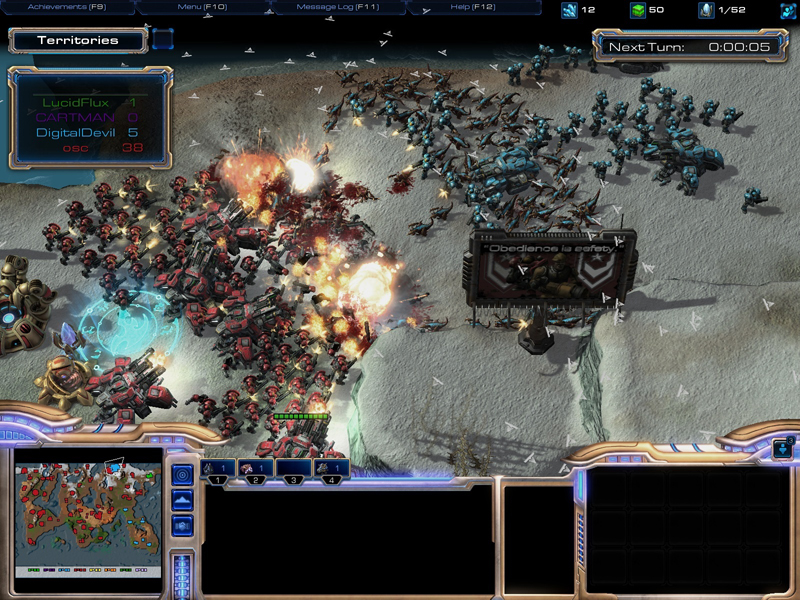 Achievements (F9) Menu (F10) Message Log (F11) Help (F12) 12 50 1/52
Territories
Next Turn: 0:00:05
LucidFlux 1
CARTMAN 0
DigitalDevil 5
osc 38
"Obedience is safety"
1 1 1
1 2 3 4